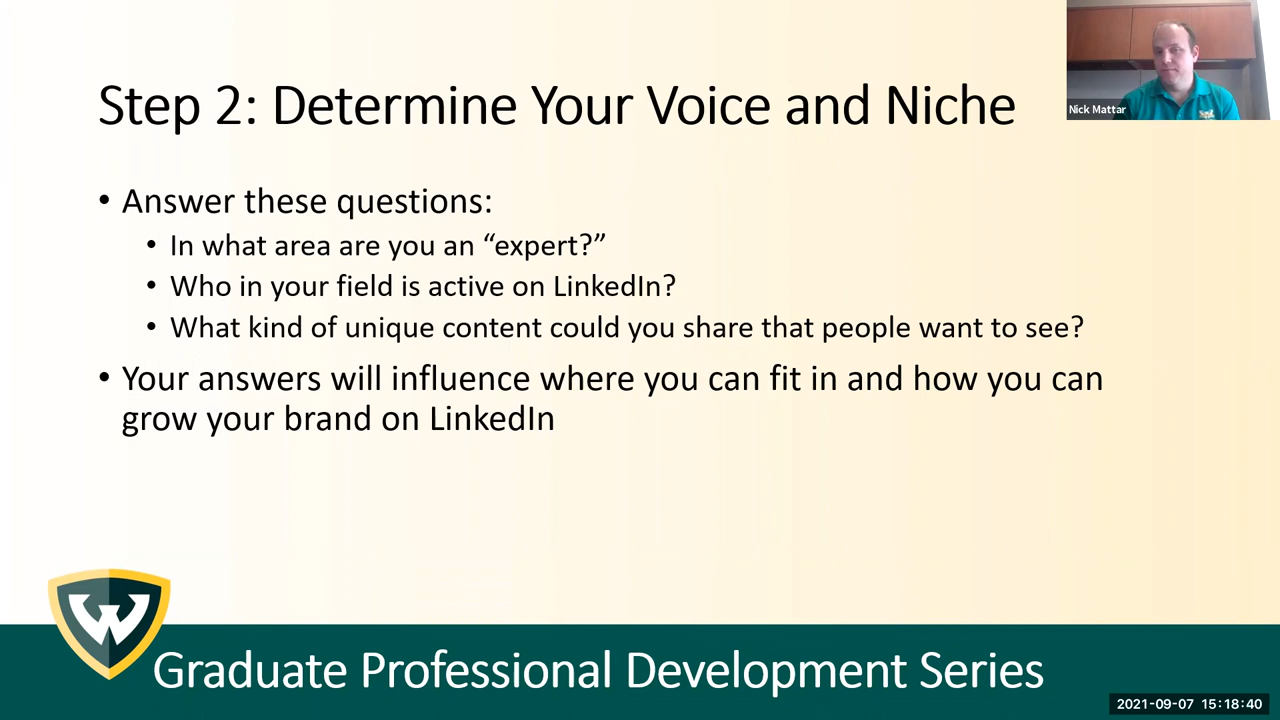 Step 2: Determine Your Voice and Niche
Nick Mattar
• Answer these questions:
• In what area are you an “expert?”
• Who in your field is active on LinkedIn?
• What kind of unique content could you share that people want to see?
• Your answers will influence where you can fit in and how you can
grow your brand on LinkedIn
W
Graduate Professional Development Series
2021-09-07 15:18:40